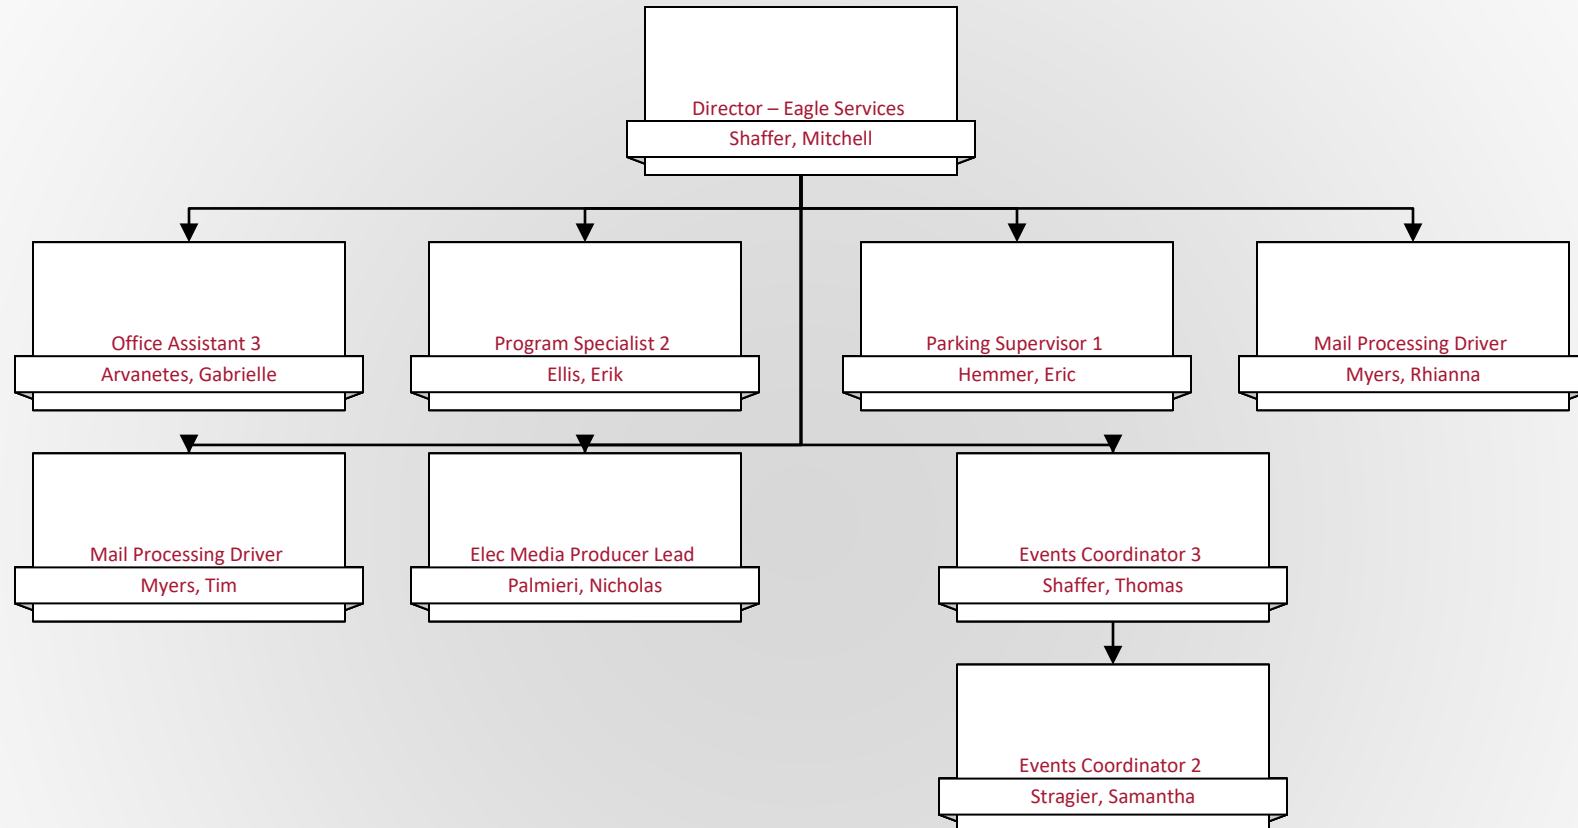 Director – Eagle Services
Shaffer, Mitchell
Office Assistant 3
Arvanetes, Gabrielle
Program Specialist 2
Ellis, Erik
Parking Supervisor 1
Hemmer, Eric
Mail Processing Driver
Myers, Rhianna
Mail Processing Driver
Myers, Tim
Elec Media Producer Lead
Palmieri, Nicholas
Events Coordinator 3
Shaffer, Thomas
Events Coordinator 2
Stragier, Samantha